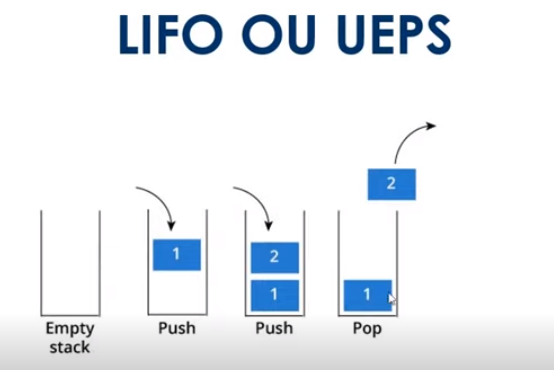 LIFO OU UEPS
2
1
2
1
1
Empty
stack
Push
Push
Pop